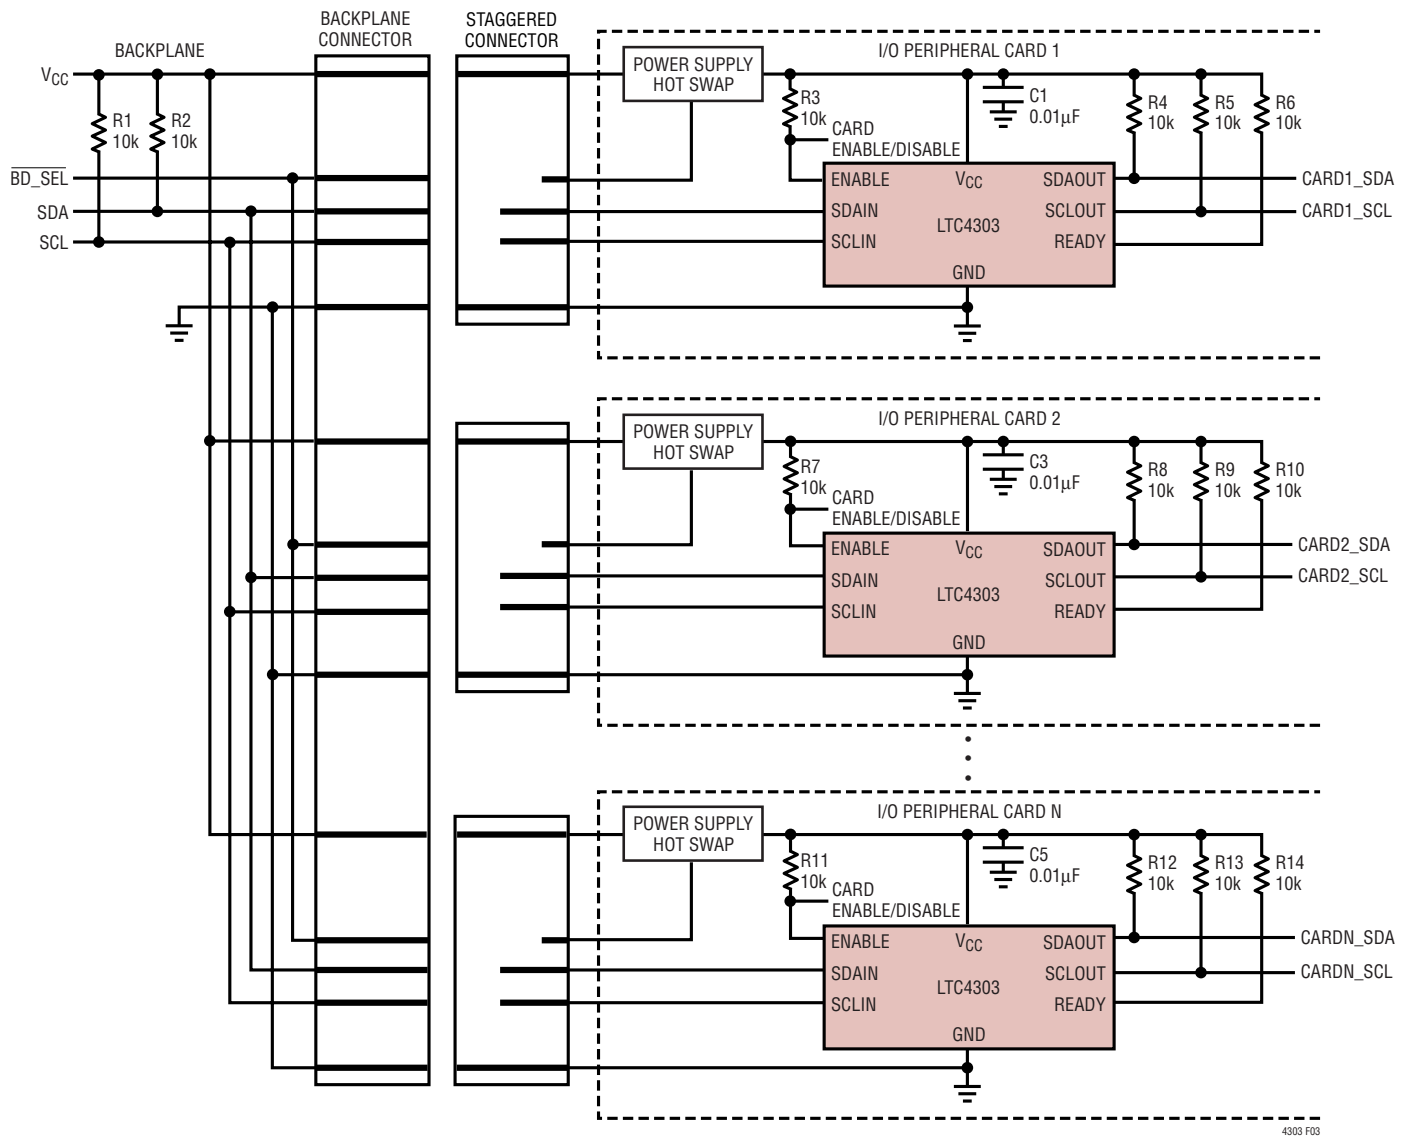 BACKPLANE
CONNECTOR
STAGGERED
CONNECTOR
BACKPLANE
VCC
R1
10k
R2
10k
BD_SEL
SDA
SCL
I/O PERIPHERAL CARD 1
POWER SUPPLY
HOT SWAP
R3
10k
CARD
ENABLE/DISABLE
C1
0.01µF
R4
10k
R5
10k
R6
10k
ENABLE
VCC
SDAOUT
CARD1_SDA
SDAIN
LTC4303
SCLOUT
CARD1_SCL
SCLIN
READY
GND
I/O PERIPHERAL CARD 2
POWER SUPPLY
HOT SWAP
R7
10k
CARD
ENABLE/DISABLE
C3
0.01µF
R8
10k
R9
10k
R10
10k
ENABLE
VCC
SDAOUT
CARD2_SDA
SDAIN
LTC4303
SCLOUT
CARD2_SCL
SCLIN
READY
GND
I/O PERIPHERAL CARD N
POWER SUPPLY
HOT SWAP
R11
10k
CARD
ENABLE/DISABLE
C5
0.01µF
R12
10k
R13
10k
R14
10k
ENABLE
VCC
SDAOUT
CARDN_SDA
SDAIN
LTC4303
SCLOUT
CARDN_SCL
SCLIN
READY
GND
4303 F03